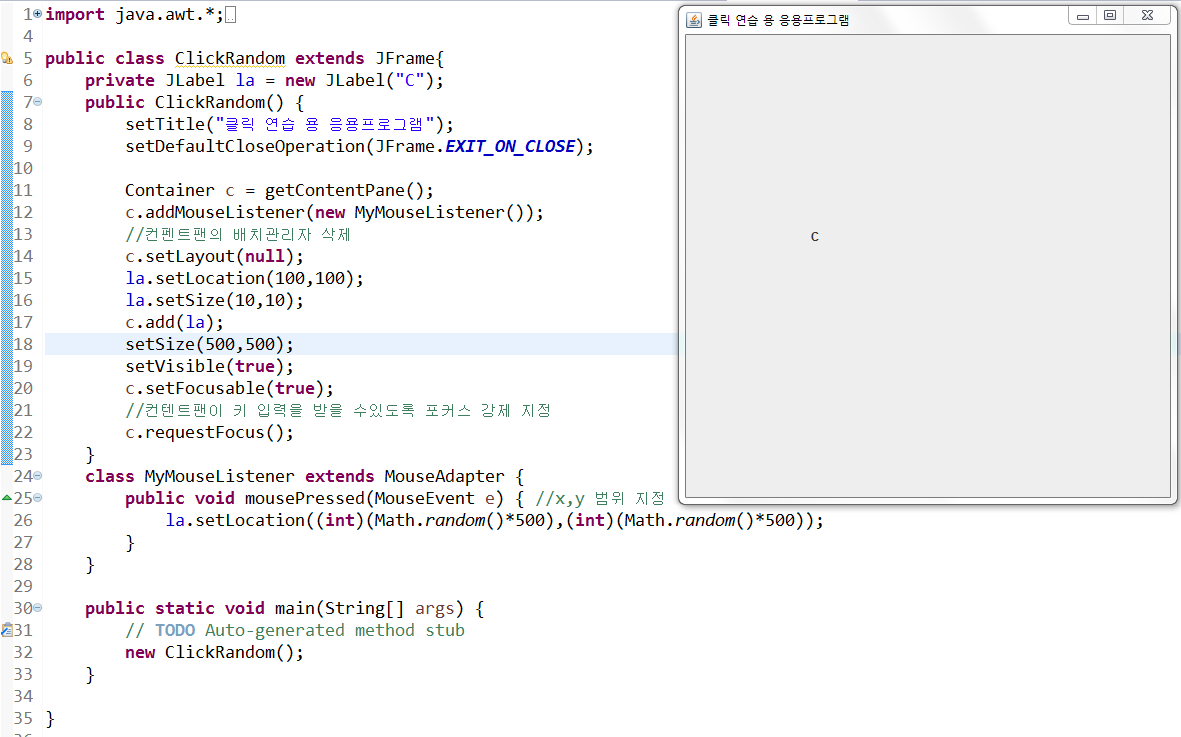 1 import java.awt.*;
4
5 public class ClickRandom extends JFrame{
6 private JLabel la = new JLabel("C");
7 public ClickRandom() {
8 setTitle("클릭 연습 용 응용프로그램");
9 setDefaultCloseOperation(JFrame.EXIT_ON_CLOSE);
10
11 Container c = getContentPane();
12 c.addMouseListener(new MyMouseListener());
13 //컨펜트팬의 배치관리자 삭제
14 c.setLayout(null);
15 la.setLocation(100,100);
16 la.setSize(10,10);
17 c.add(la);
18 setSize(500,500);
19 setVisible(true);
20 c.setFocusable(true);
21 //컨텐트팬이 키 입력을 받을 수있도록 포커스 강제 지정
22 c.requestFocus();
23 }
24 class MyMouseListener extends MouseAdapter {
25 public void mousePressed(MouseEvent e) { //x,y 범위 지정
26 la.setLocation((int)(Math.random()*500),(int)(Math.random()*500));
27 }
28 }
29
30 public static void main(String[] args) {
31 // TODO Auto-generated method stub
32 new ClickRandom();
33 }
34
35 }
클릭 연습 용 응용프로그램
C